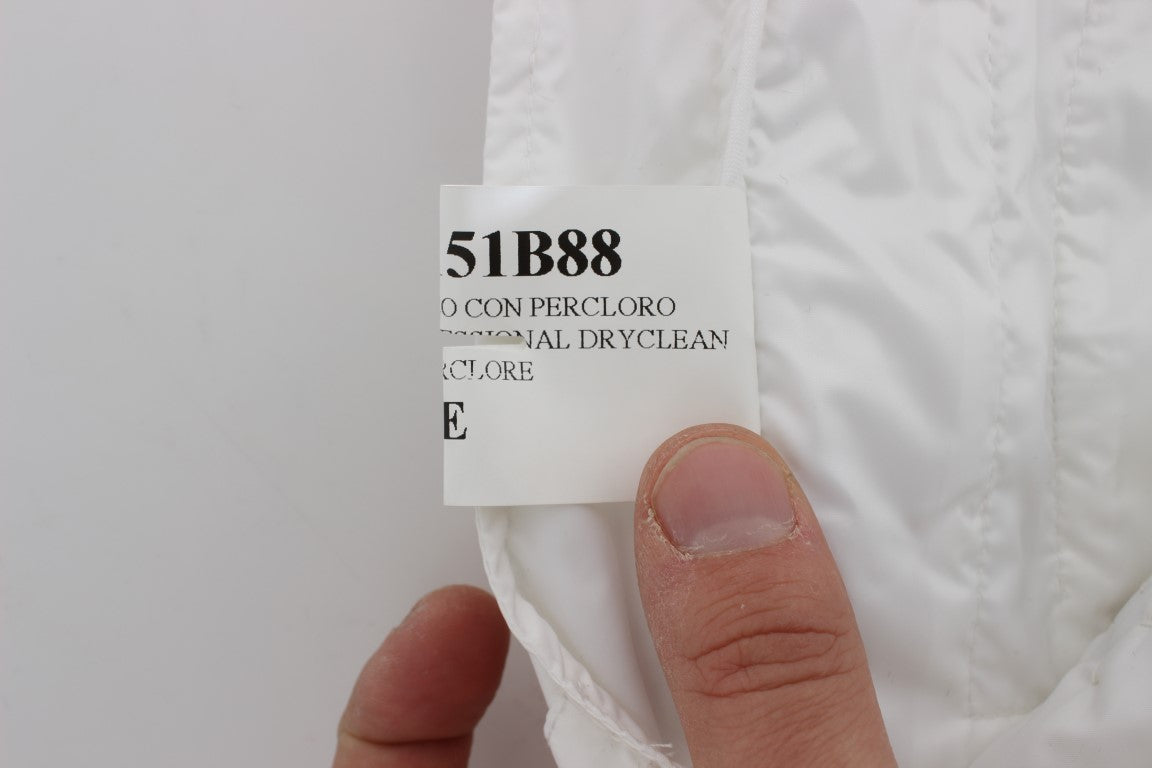 51B88
O CON PERCLORO
ESSIONAL DRYCLEAN
RCLORE
E